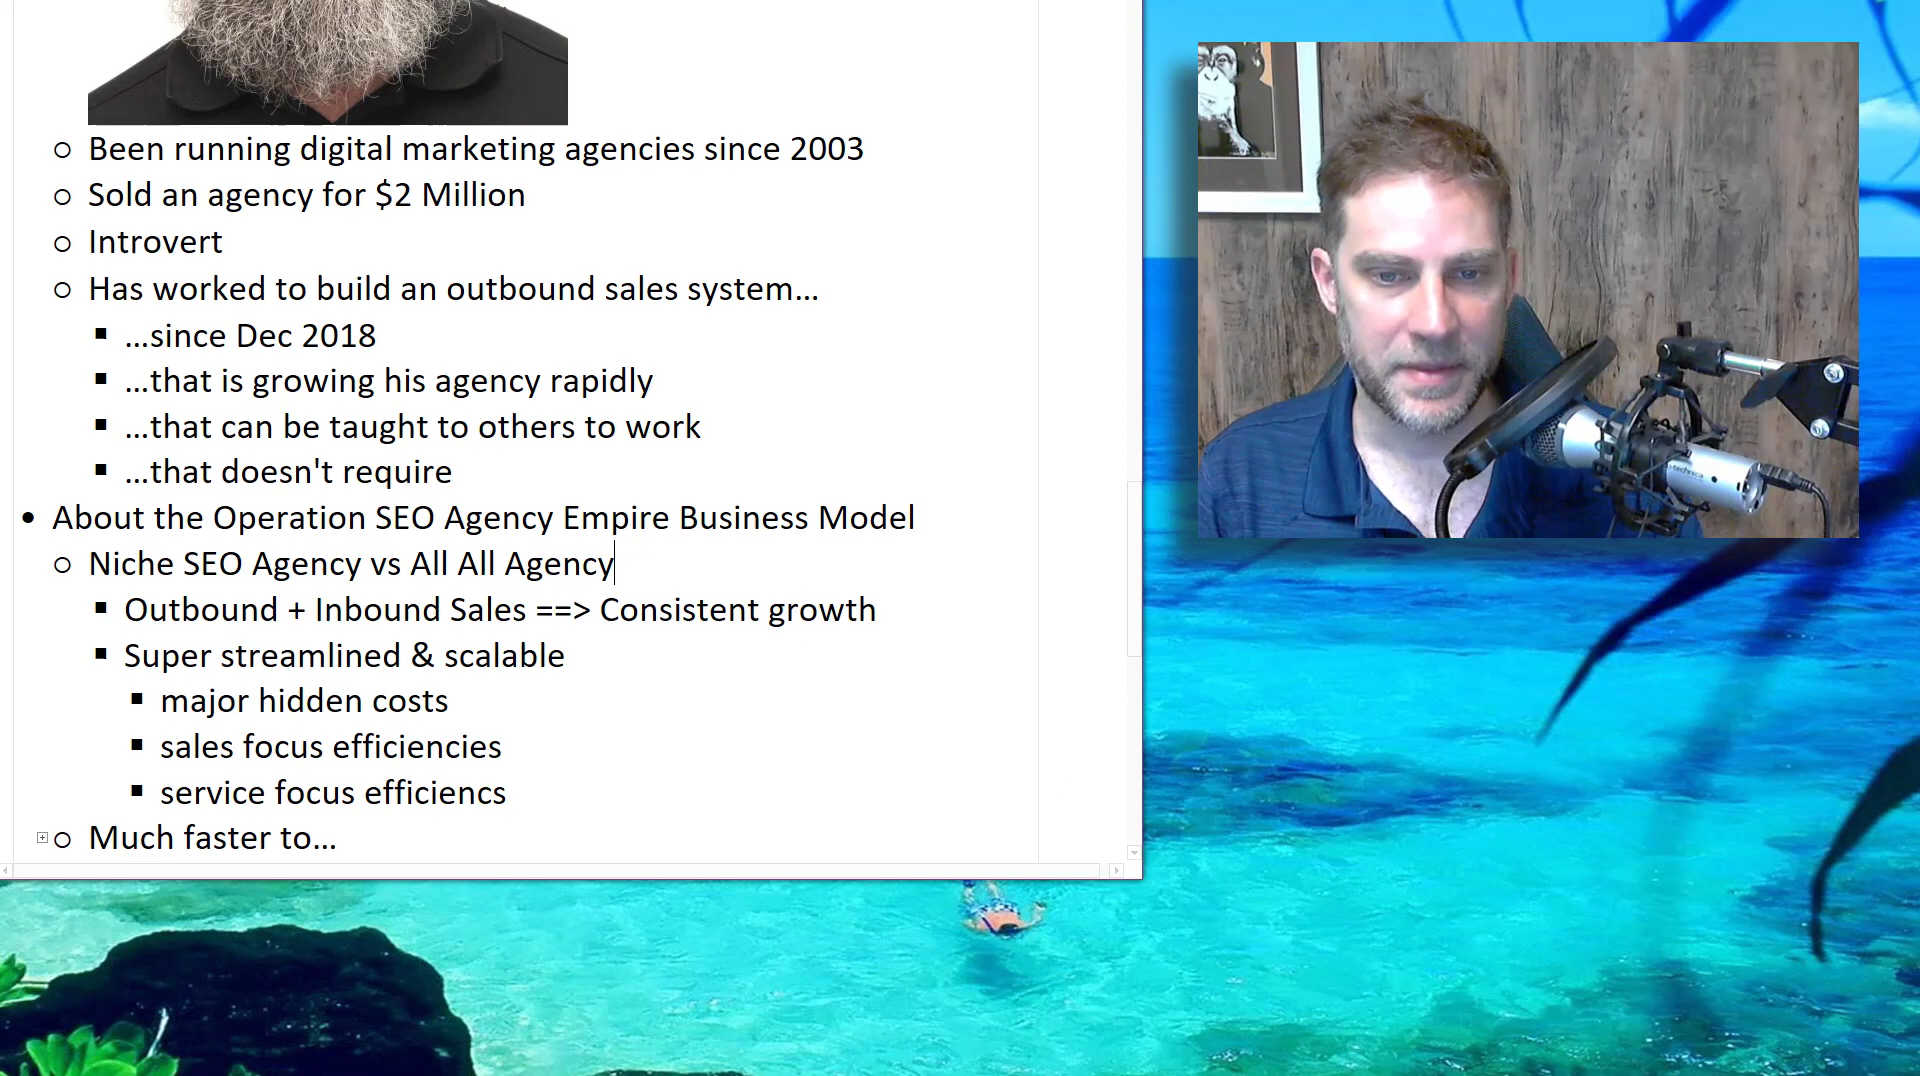 Been running digital marketing agencies since 2003
Sold an agency for $2 Million
Introvert
Has worked to build an outbound sales system...
...since Dec 2018
...that is growing his agency rapidly
...that can be taught to others to work
...that doesn't require
About the Operation SEO Agency Empire Business Model
Niche SEO Agency vs All All Agency
Outbound + Inbound Sales ==> Consistent growth
Super streamlined & scalable
major hidden costs
sales focus efficiencies
service focus efficiencs
Much faster to...